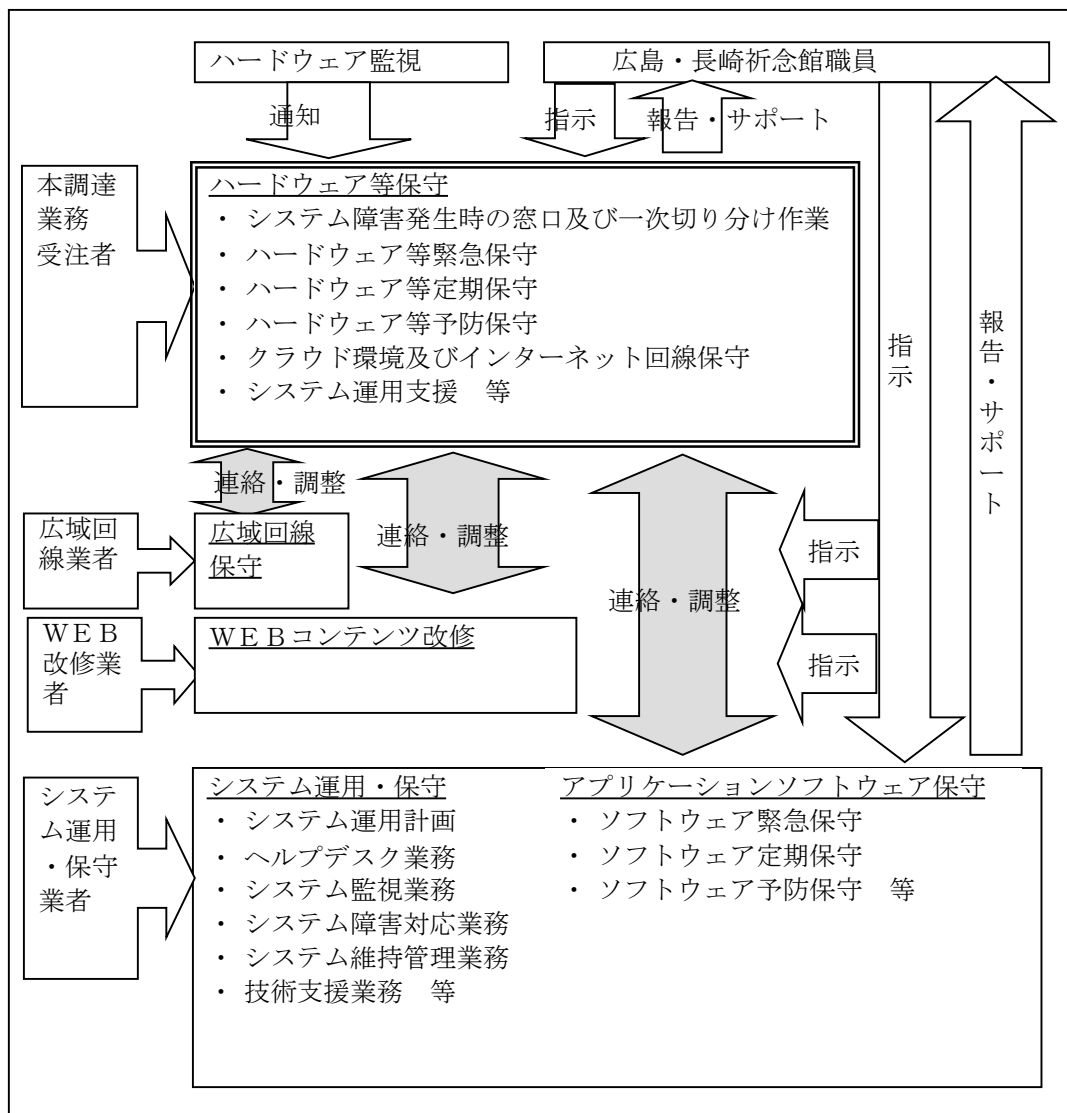 ハードウェア監視
広島・長崎祈念館職員
通知
指示
報告・サポート
本調達
業務
受注者
ハードウェア等保守
・ システム障害発生時の窓口及び一次切り分け作業
・ ハードウェア等緊急保守
・ ハードウェア等定期保守
・ ハードウェア等予防保守
・ クラウド環境及びインターネット回線保守
・ システム運用支援　等
指示
報告・サポート
連絡・調整
連絡・調整
連絡・調整
広域回
線業者
広域回線
保守
指示
ＷＥＢ
改修業
者
ＷＥＢコンテンツ改修
指示
システ
ム運用
・保守
業者
システム運用・保守
・ システム運用計画
・ ヘルプデスク業務
・ システム監視業務
・ システム障害対応業務
・ システム維持管理業務
・ 技術支援業務　等
アプリケーションソフトウェア保守
・ ソフトウェア緊急保守
・ ソフトウェア定期保守
・ ソフトウェア予防保守　等